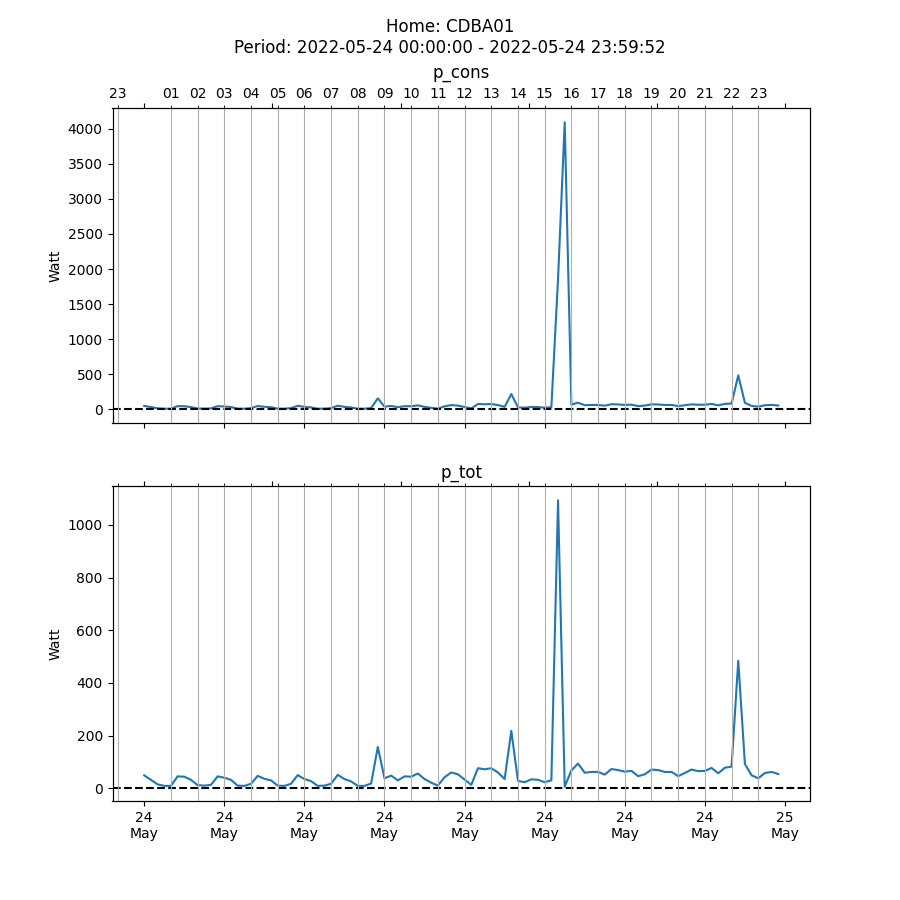 Home: CDBA01
Period: 2022-05-24 00:00:00 - 2022-05-24 23:59:52
p_cons
23 01 02 03 04 05 06 07 08 09 10 11 12 13 14 15 16 17 18 19 20 21 22 23
4000
3500
3000
2500
2000
1500
1000
500
0
Watt
p_tot
1000
800
600
400
200
0
Watt
24 24 24 24 24 24 24 24 25
May May May May May May May May May